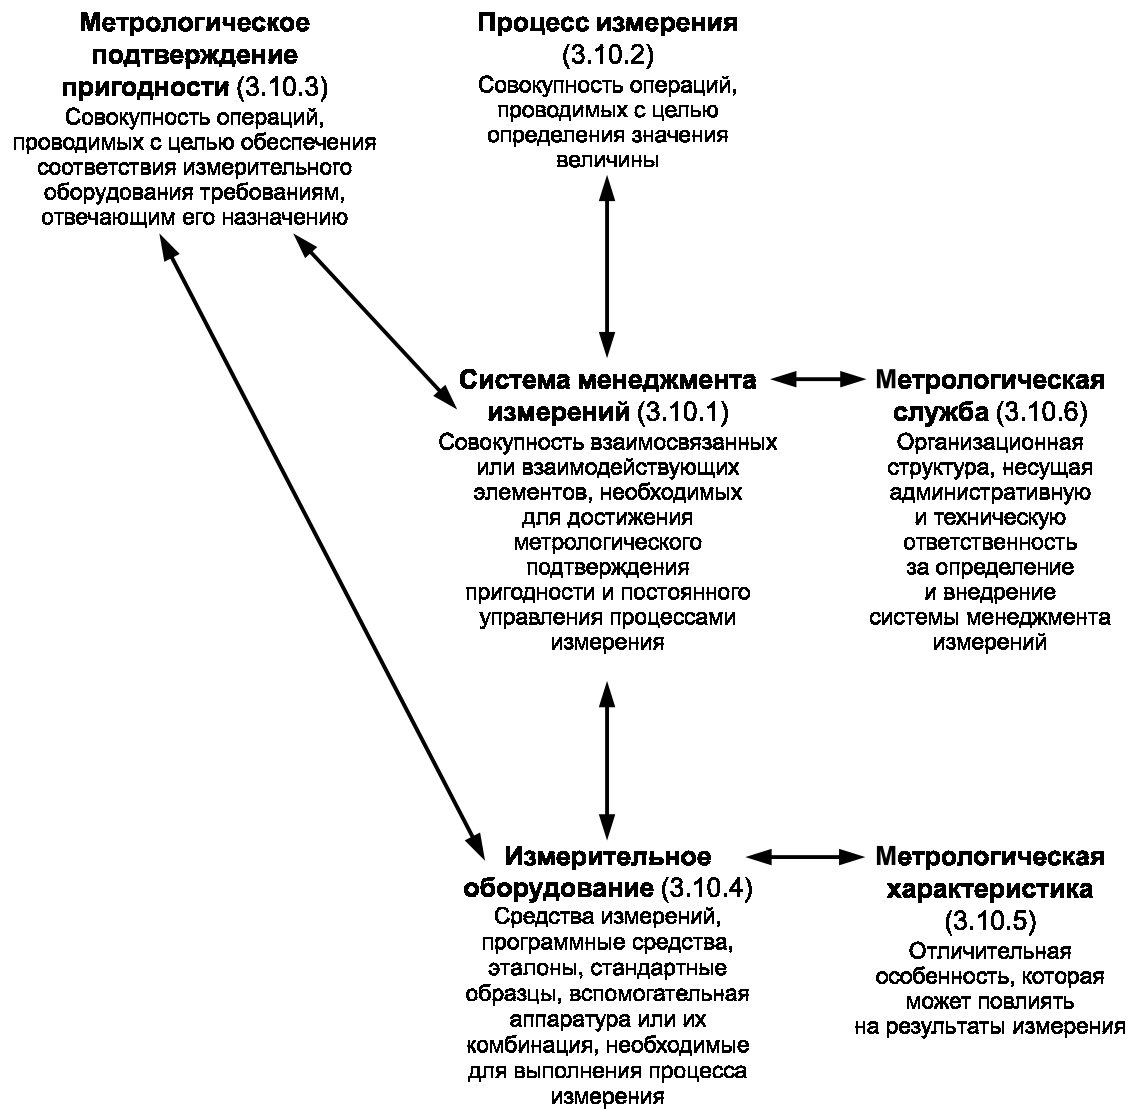 Метрологическое
подтверждение
пригодности (3.10.3)
Совокупность операций,
проводимых с целью обеспечения
соответствия измерительного
оборудования требованиям,
отвечающим его назначению
Процесс измерения
(3.10.2)
Совокупность операций,
проводимых с целью
определения значения
величины
Система менеджмента
измерений (3.10.1)
Совокупность взаимосвязанных
или взаимодействующих
элементов, необходимых
для достижения
метрологического
подтверждения
пригодности и постоянного
управления процессами
измерения
Метрологическая
служба (3.10.6)
Организационная
структура, несущая
административную
и техническую
ответственность
за определение
и внедрение
системы менеджмента
измерений
Измерительное
оборудование (3.10.4)
Средства измерений,
программные средства,
эталоны, стандартные
образцы, вспомогательная
аппаратура или их
комбинация, необходимые
для выполнения процесса
измерения
Метрологическая
характеристика
(3.10.5)
Отличительная
особенность, которая
может повлиять
на результаты измерения